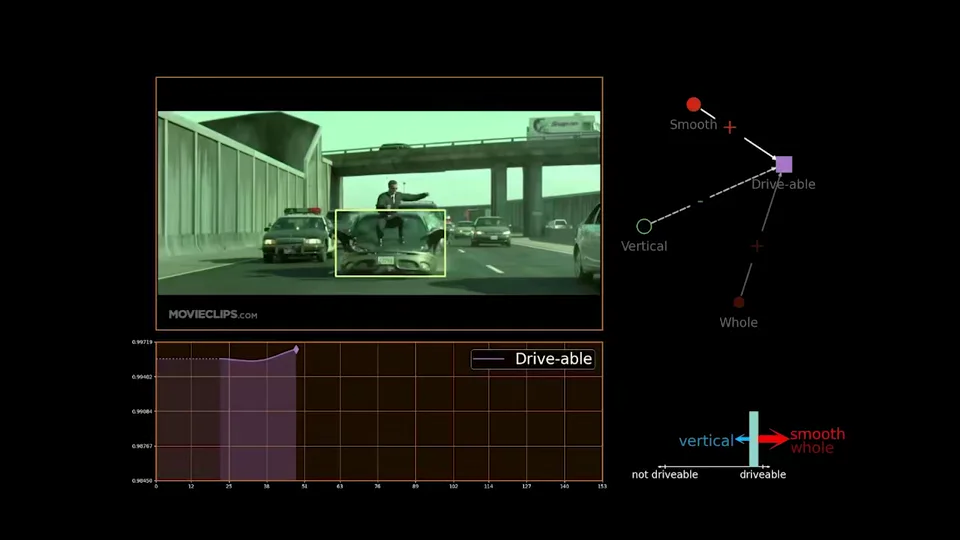 Smooth
Drive-able
Vertical
Whole
MOVIECLIPS.COM
0.99719
0.99402
0.99084
0.98767
0.98450
Drive-able
0
12
25
38
51
63
76
89
102
114
127
140
153
vertical
smooth
whole
not driveable
driveable